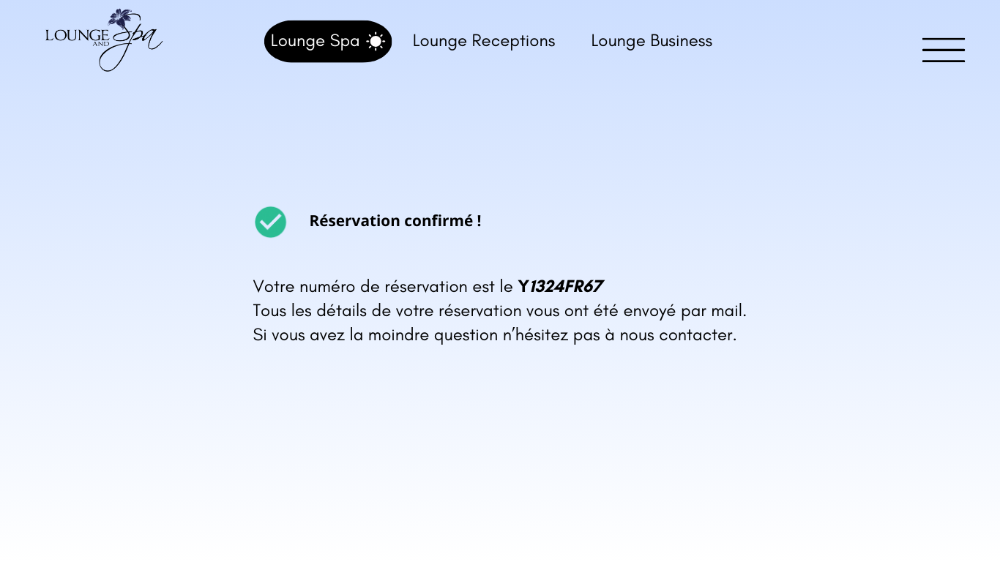 LOUNGE AND Spa
Lounge Spa
Lounge Receptions
Lounge Business
Réservation confirmé !
Votre numéro de réservation est le Y1324FR67
Tous les détails de votre réservation vous ont été envoyé par mail.
Si vous avez la moindre question n’hésitez pas à nous contacter.